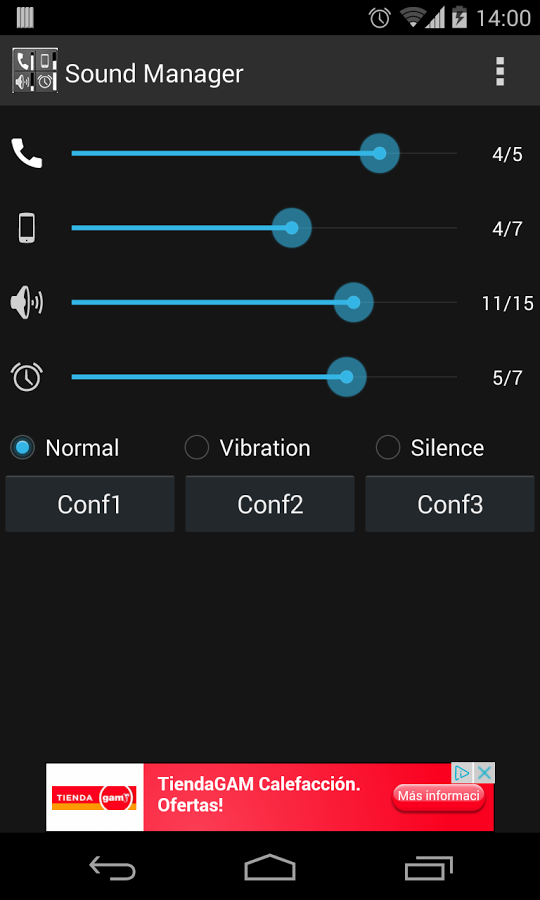 14:00
Sound Manager
4/5
4/7
11/15
5/7
Normal Vibration Silence
Conf1 Conf2 Conf3
TIENDA gam
TiendaGAM Calefacción.
Ofertas!
Más informaci